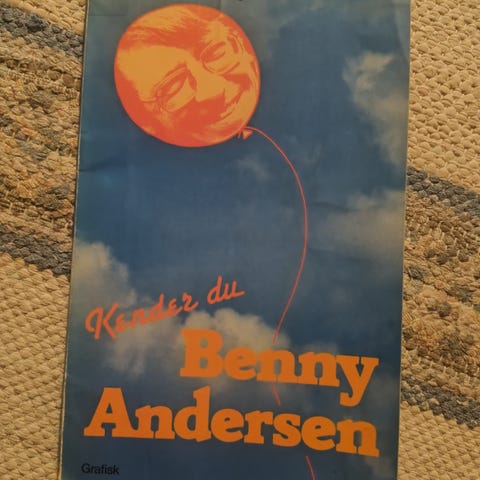 Kender du
Benny
Andersen
Grafisk